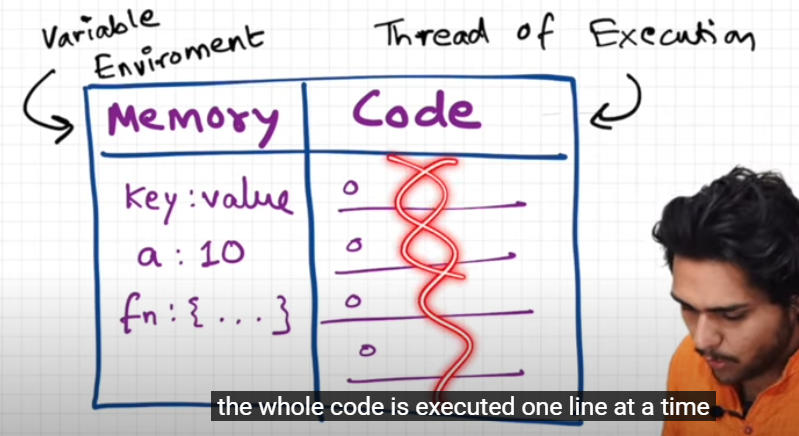 Variable
Enviroment
Thread of Execution
Memory
Code
key : value
a : 10
fn : { . . . }
the whole code is executed one line at a time